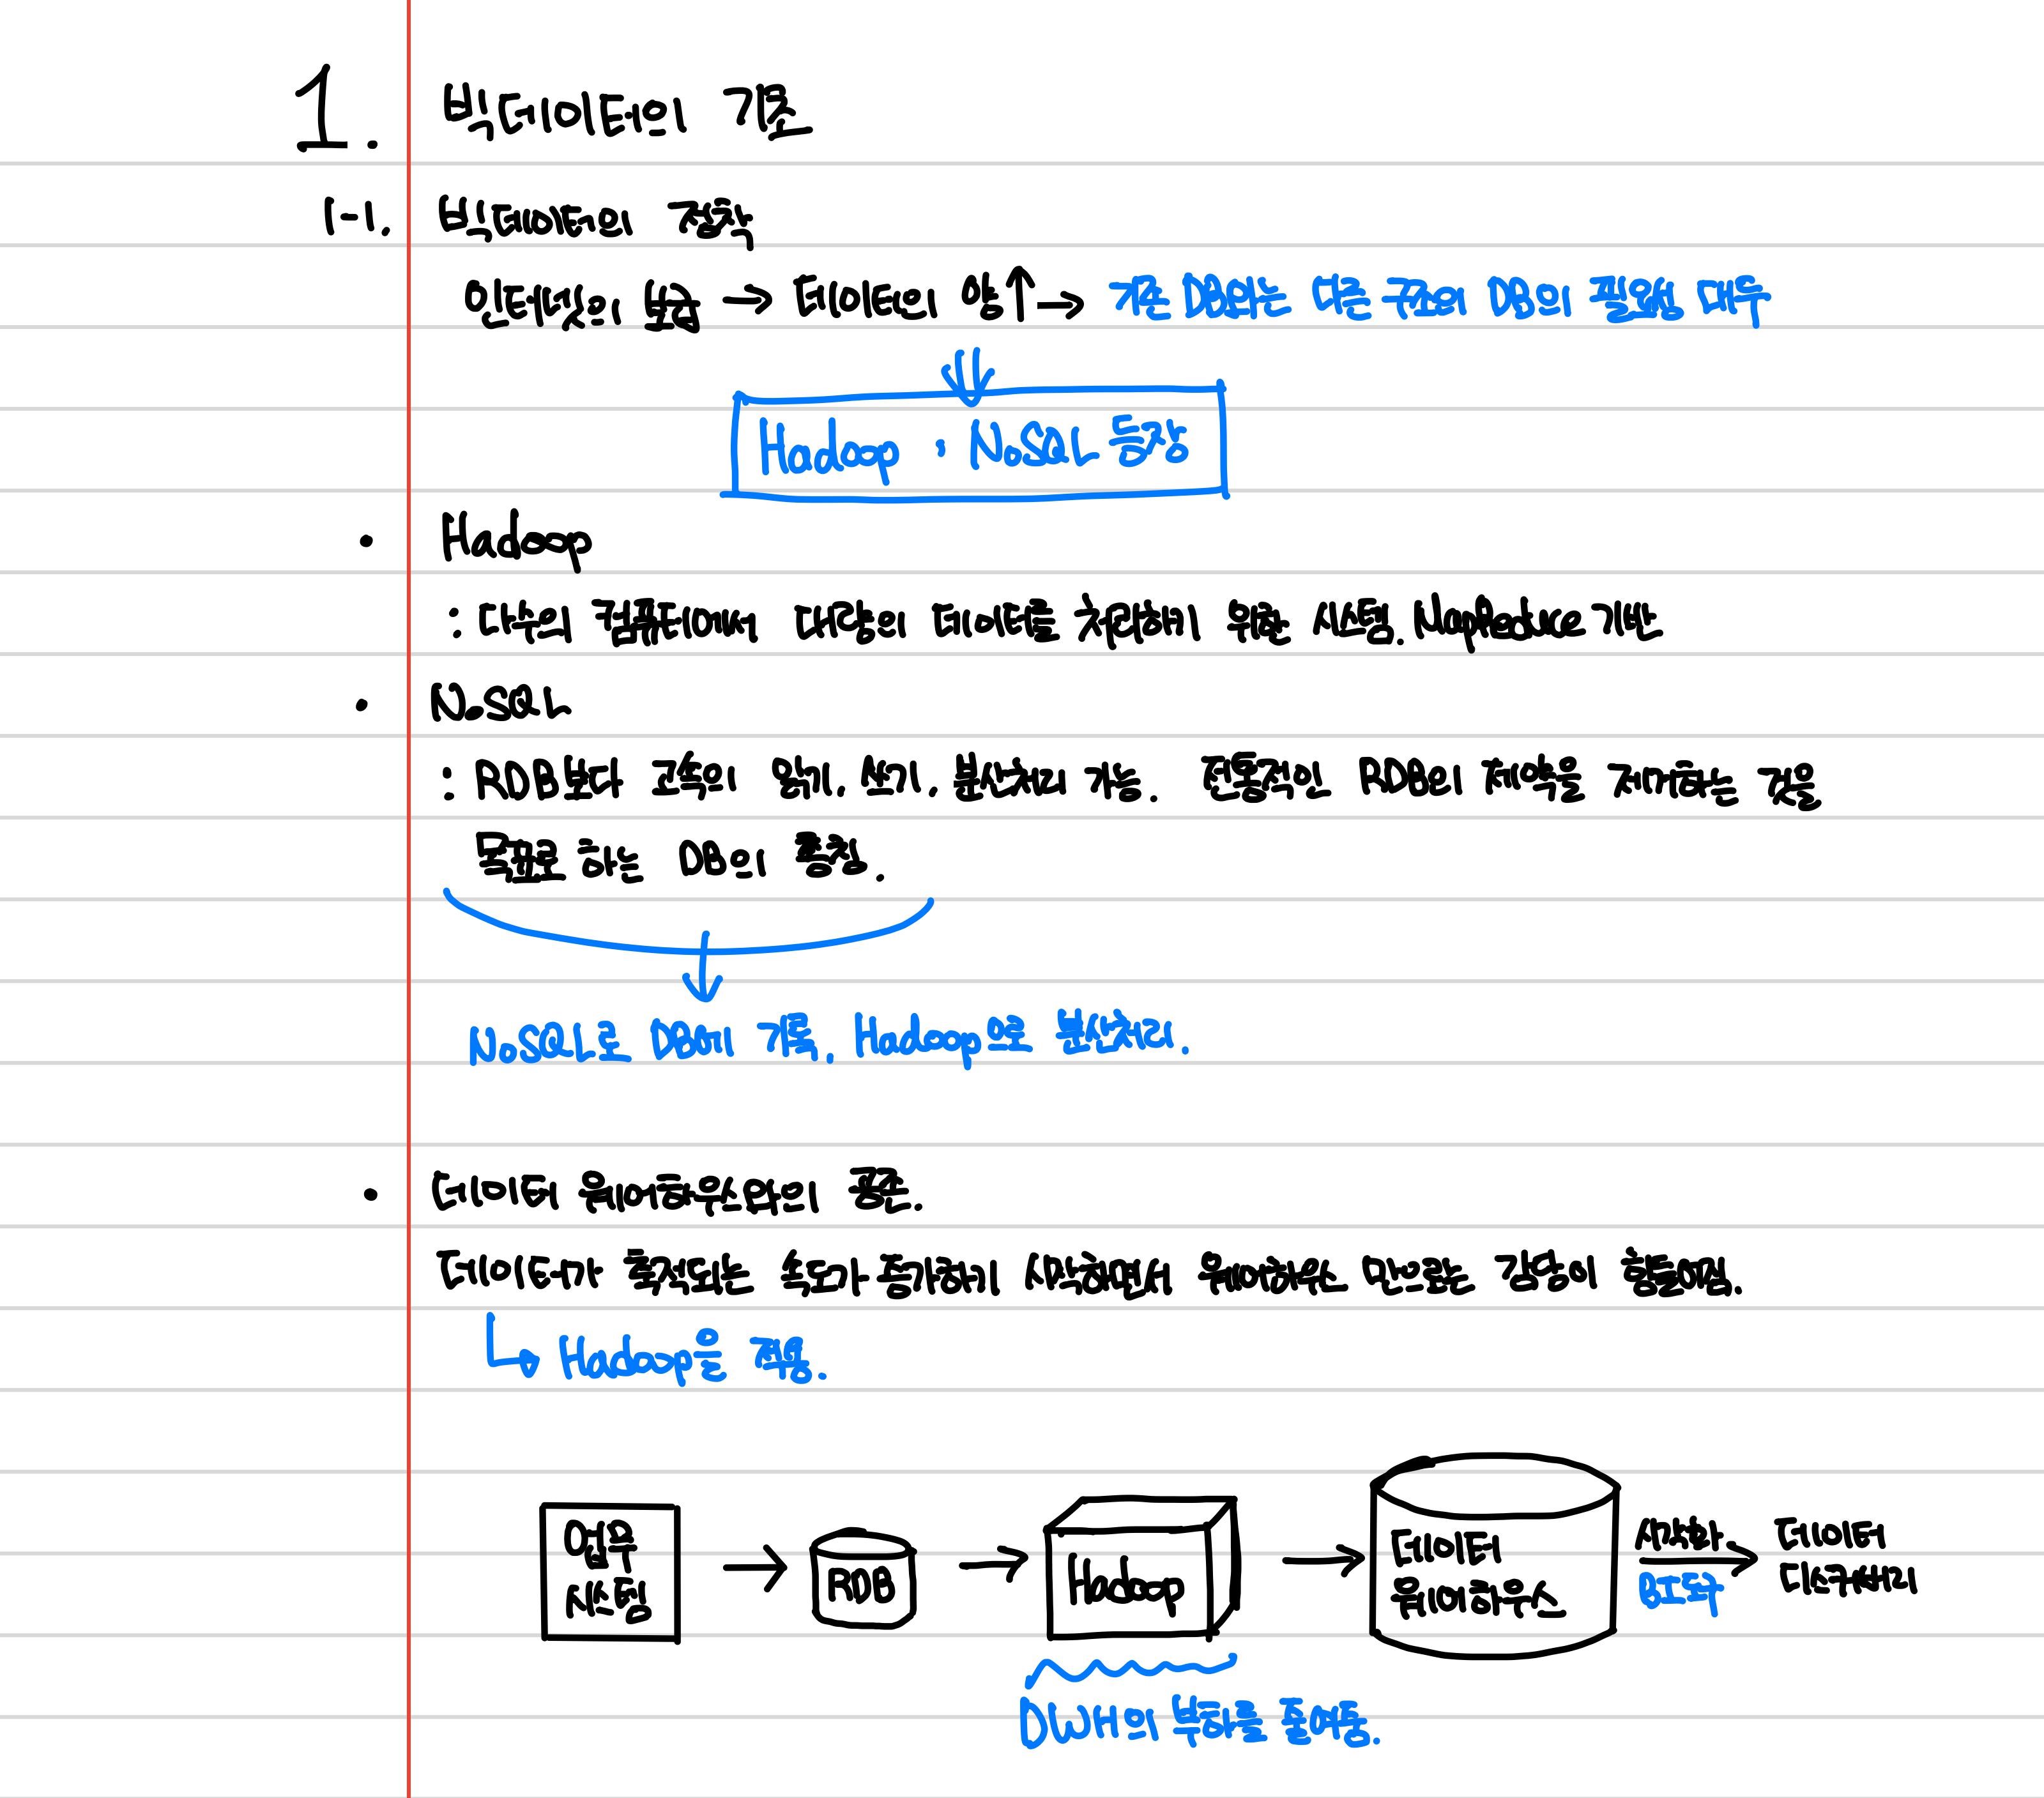 1. 빅데이터의 기초
1-1. 빅데이터의 정착
인터넷의 보급 → 데이터의 양↑ → 기존 DB와는 다른 구조의 DB의 필요성 대두
Hadoop · NoSQL 등장
• Hadoop
: 다수의 컴퓨터에서 대량의 데이터를 처리하기 위한 시스템. MapReduce 기반
• NoSQL
: RDB보다 고속의 읽기, 쓰기, 분산처리 가능. 전통적인 RDB의 제약을 제거하는 것을
목표로 하는 DB의 총칭.
NoSQL로 DB에 기록, Hadoop으로 분산처리.
• 데이터 웨어하우스와의 공존.
데이터가 축적되는 속도가 증가하기 시작하면서 웨어하우스 만으로는 감당이 힘들어짐.
↳ Hadoop을 적용.
업무
시스템
→ RDB → Hadoop →
데이터
웨어하우스
시각화
BI 도구
데이터
디스커버리
DW에의 부하를 줄여줌.